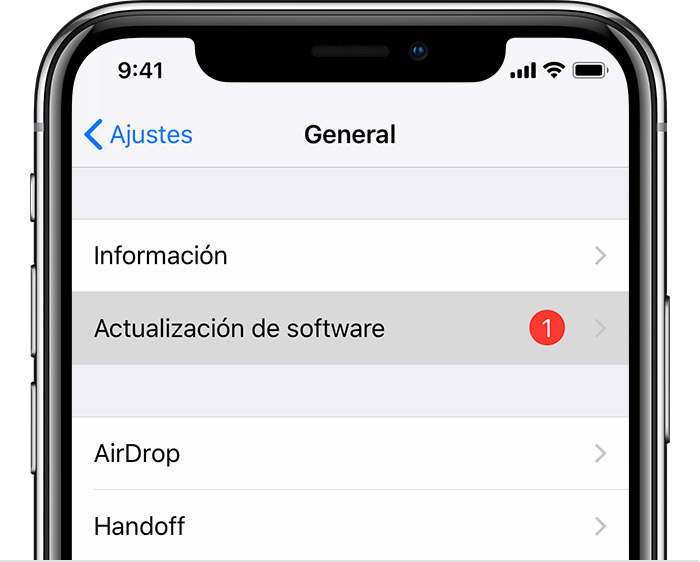 9:41
Ajustes
General
Información
Actualización de software
1
AirDrop
Handoff